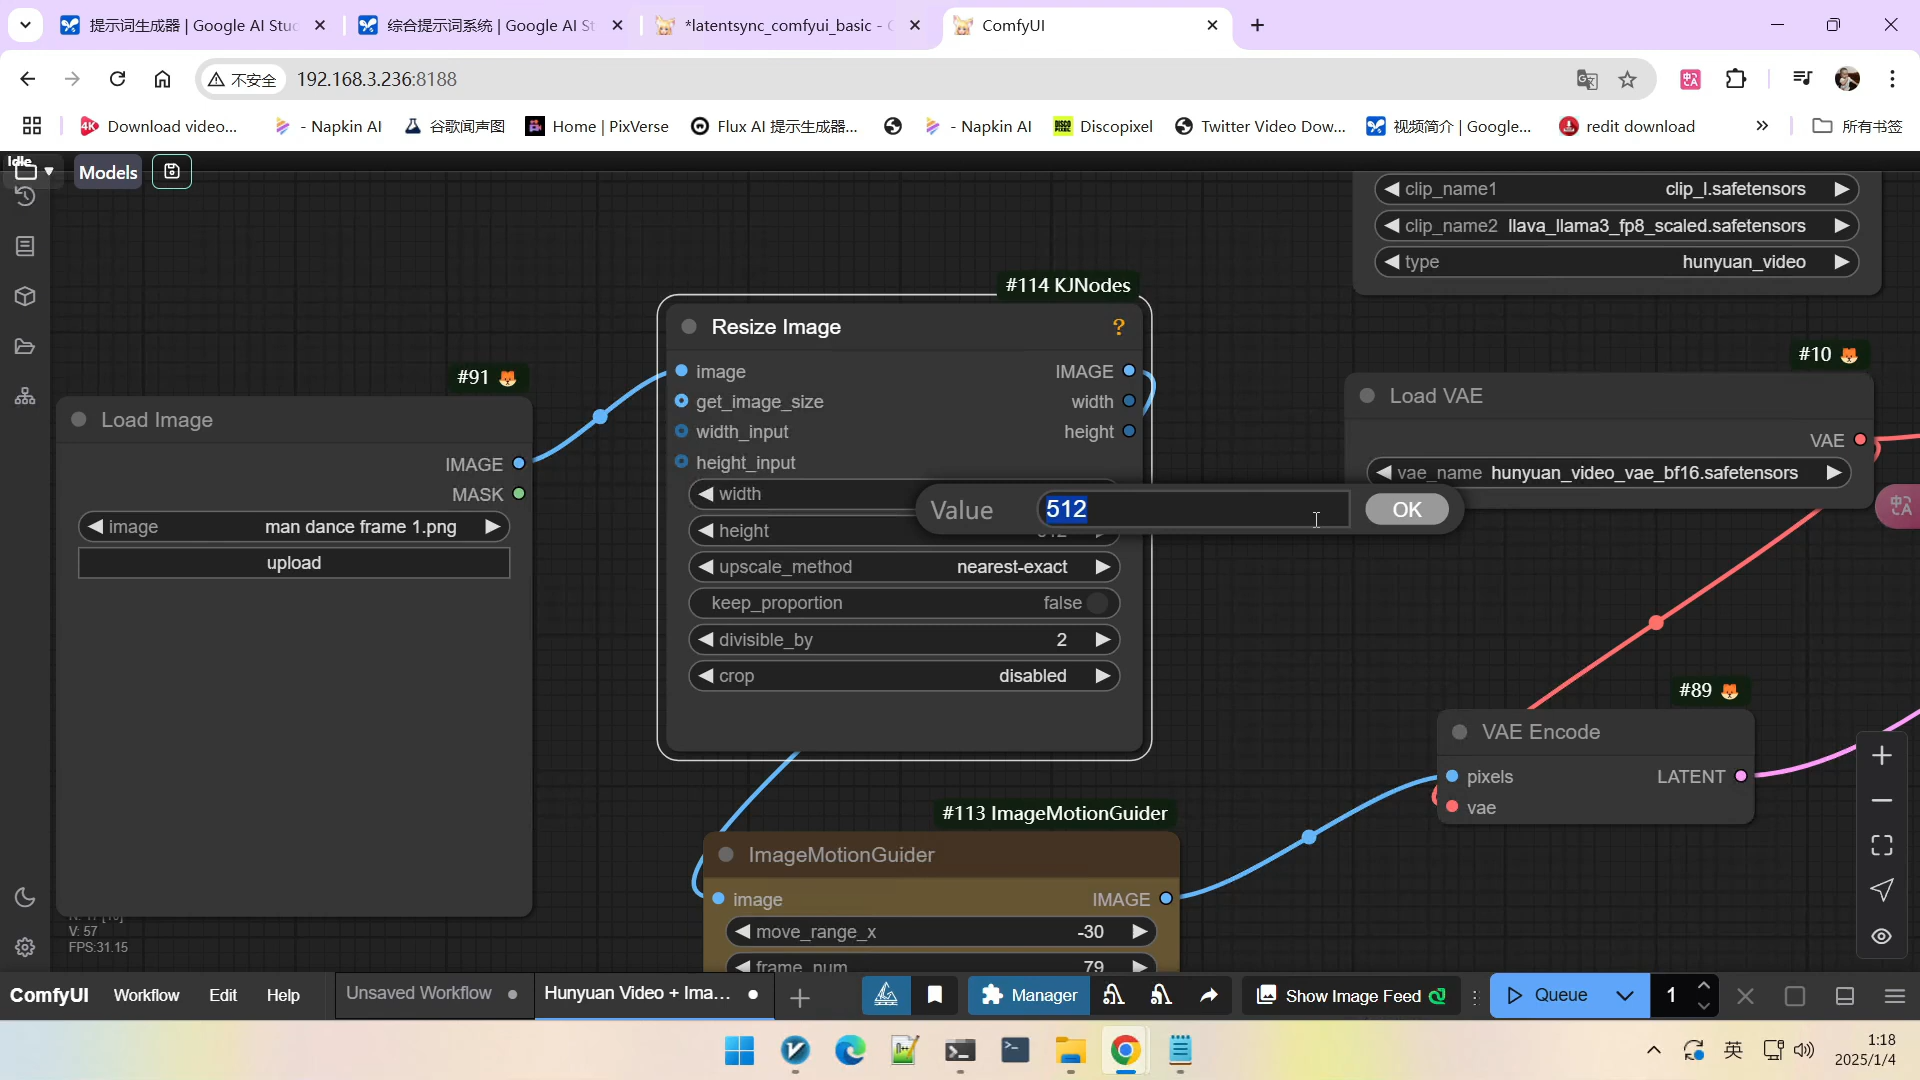 提示词生成器 | Google AI Stu
综合提示词系统 | Google AI St
*latentsync_comfyui_basic -
ComfyUI
不安全
192.168.3.236:8188
Download video...
- Napkin AI
谷歌闻声图
Home | PixVerse
Flux AI 提示生成器...
- Napkin AI
Discopixel
Twitter Video Dow...
视频简介 | Google...
redit download
所有书签
Idle
Models
clip_name1 clip_l.safetensors
clip_name2 llava_llama3_fp8_scaled.safetensors
type hunyuan_video
#114 KJNodes
Resize Image ?
image IMAGE
get_image_size width
width_input height
height_input
width
height
upscale_method nearest-exact
keep_proportion false
divisible_by 2
crop disabled
Value 512 OK
#91
Load Image
IMAGE
MASK
image man dance frame 1.png
upload
#10
Load VAE
VAE
vae_name hunyuan_video_vae_bf16.safetensors
#89
VAE Encode
pixels LATENT
vae
#113 ImageMotionGuider
ImageMotionGuider
image IMAGE
move_range_x -30
frame_num 79
V: 57
FPS:31.15
ComfyUI
Workflow
Edit
Help
Unsaved Workflow
Hunyuan Video + Ima...
Manager
Show Image Feed
Queue
1
英
1:18
2025/1/4